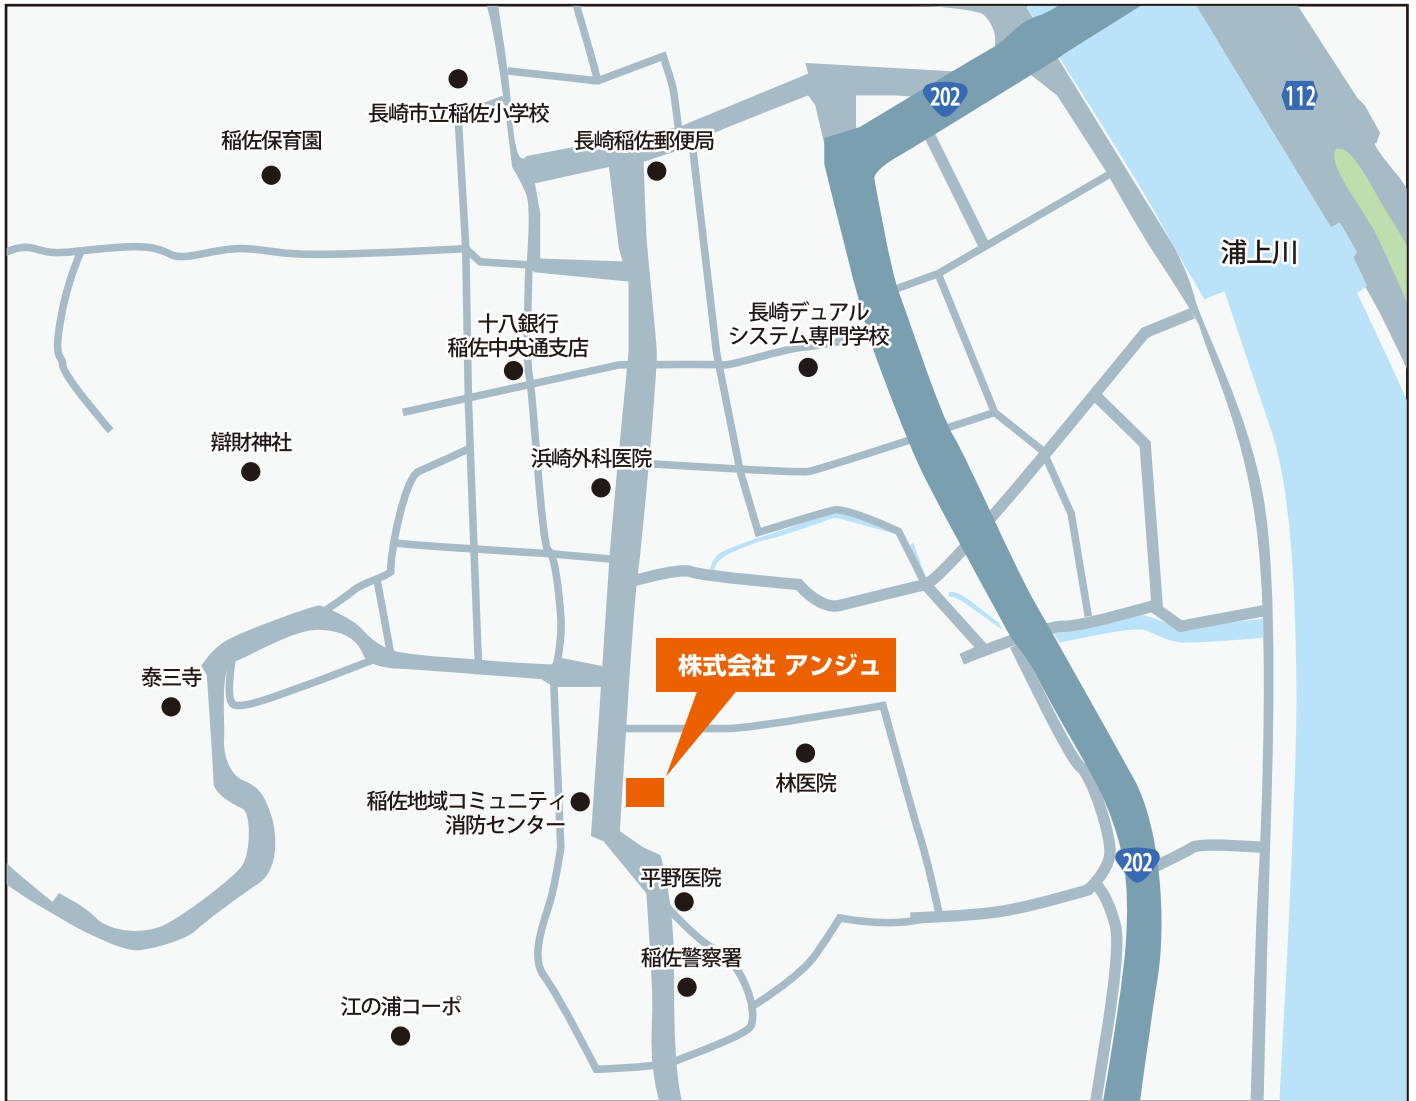 202
112
長崎市立稲佐小学校
稲佐保育園
長崎稲佐郵便局
浦上川
十八銀行
稲佐中央通支店
長崎デュアル
システム専門学校
辯財神社
浜崎外科医院
株式会社 アンジュ
泰三寺
林医院
稲佐地域コミュニティ
消防センター
202
平野医院
稲佐警察署
江の浦コーポ